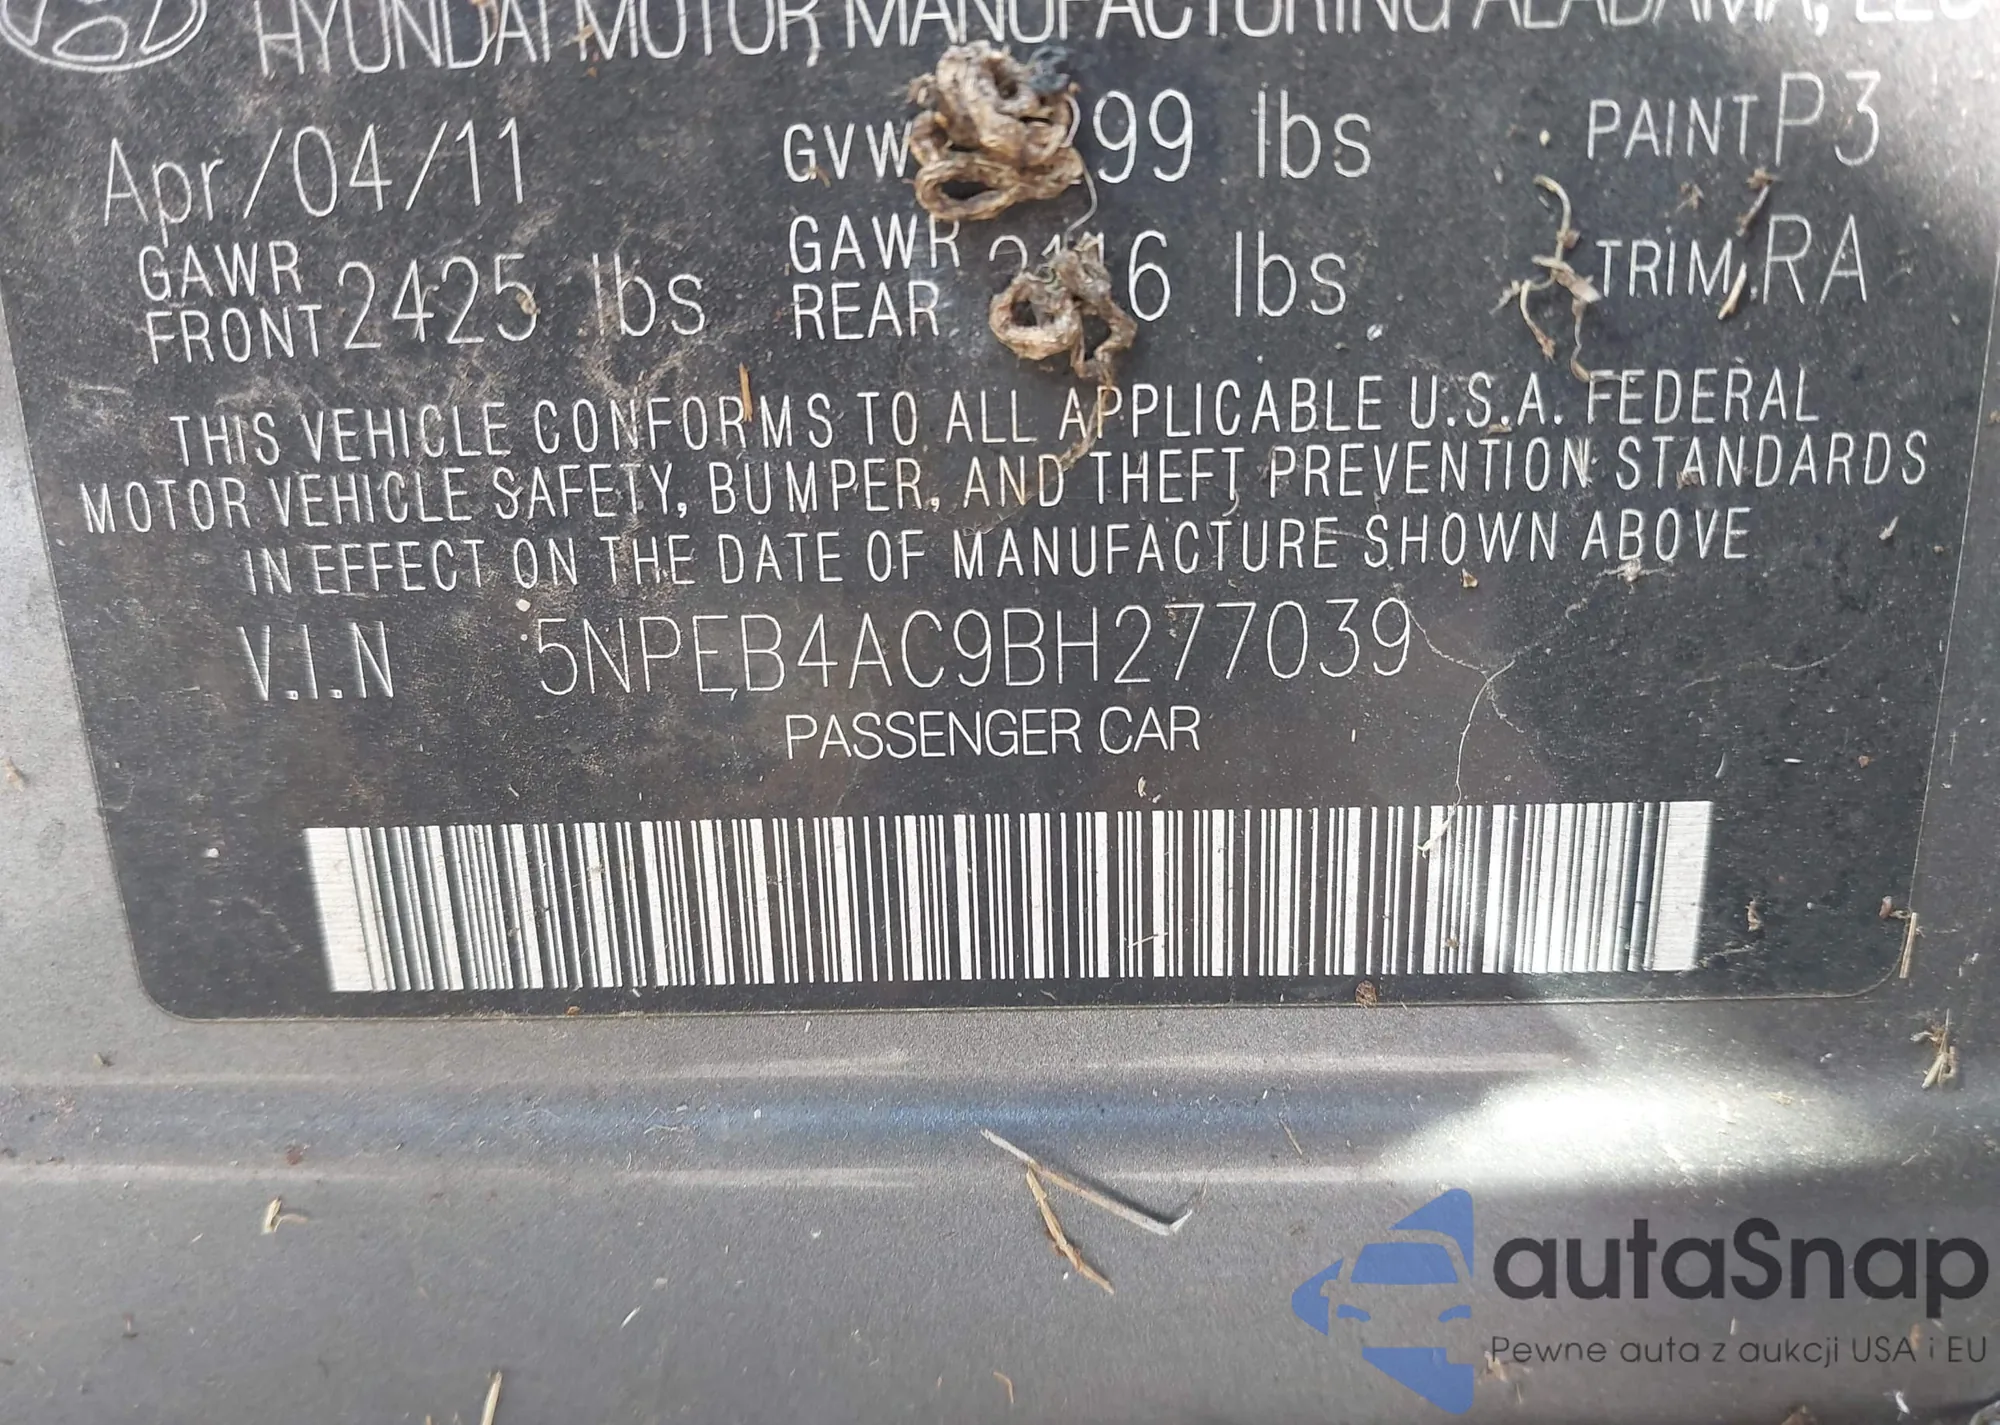 HYUNDAI MOTOR MANUFACTURING ALABAMA, LLC
Apr/04/11 GVW 299 lbs PAINT P3
GAWR FRONT 2425 lbs GAWR REAR 6 lbs TRIM RA
THIS VEHICLE CONFORMS TO ALL APPLICABLE U.S.A. FEDERAL
MOTOR VEHICLE SAFETY, BUMPER, AND THEFT PREVENTION STANDARDS
IN EFFECT ON THE DATE OF MANUFACTURE SHOWN ABOVE
V.I.N 5NPEB4AC9BH277039
PASSENGER CAR
autaSnap
Pewne auta z aukcji USA i EU